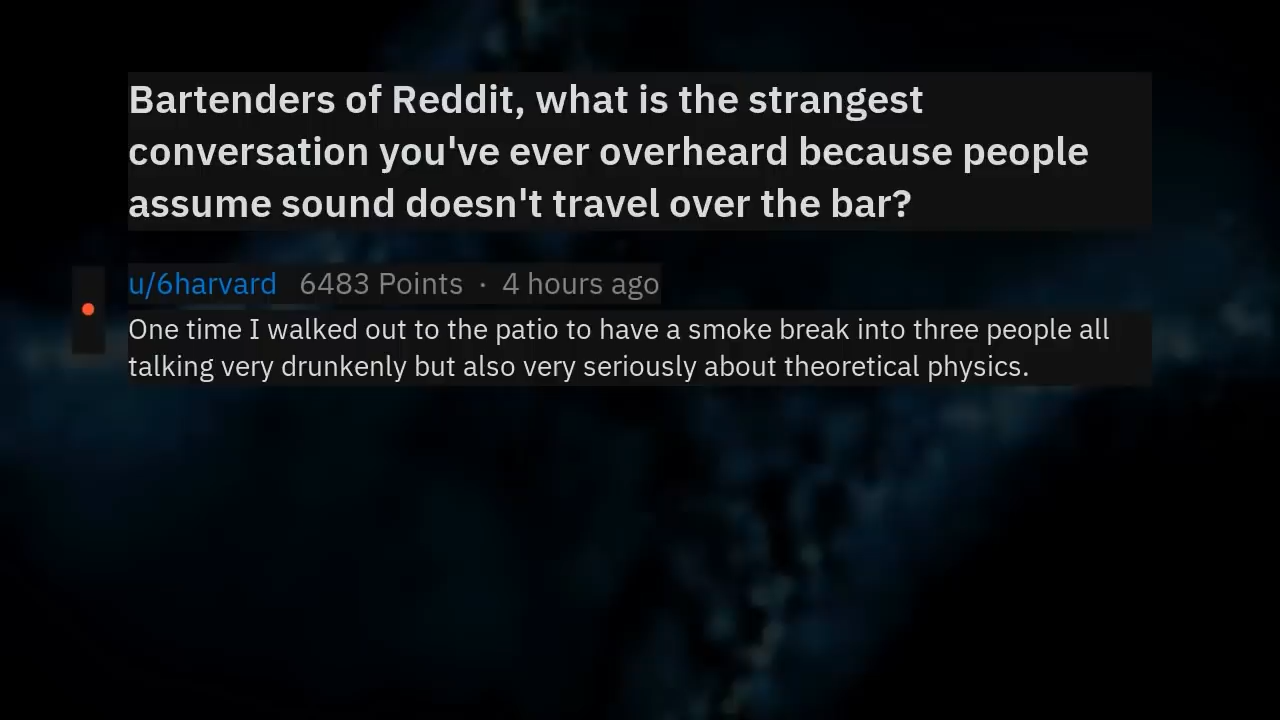 Bartenders of Reddit, what is the strangest
conversation you've ever overheard because people
assume sound doesn't travel over the bar?
u/6harvard 6483 Points · 4 hours ago
One time I walked out to the patio to have a smoke break into three people all
talking very drunkenly but also very seriously about theoretical physics.